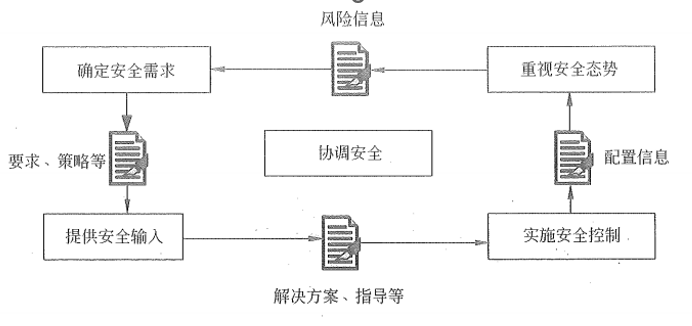 风险信息
确定安全需求
重视安全态势
要求、策略等
协调安全
配置信息
提供安全输入
实施安全控制
解决方案、指导等